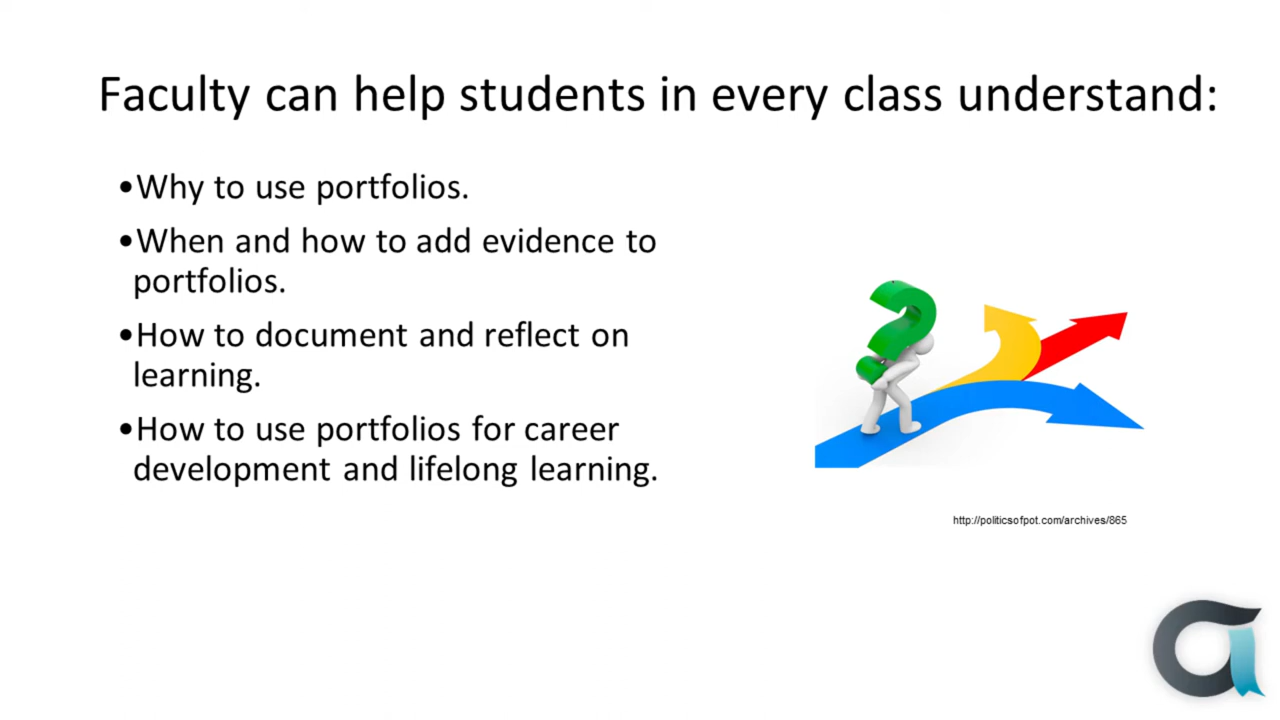 Faculty can help students in every class understand:
•Why to use portfolios.
•When and how to add evidence to
portfolios.
•How to document and reflect on
learning.
•How to use portfolios for career
development and lifelong learning.
?
http://politicsofpot.com/archives/865